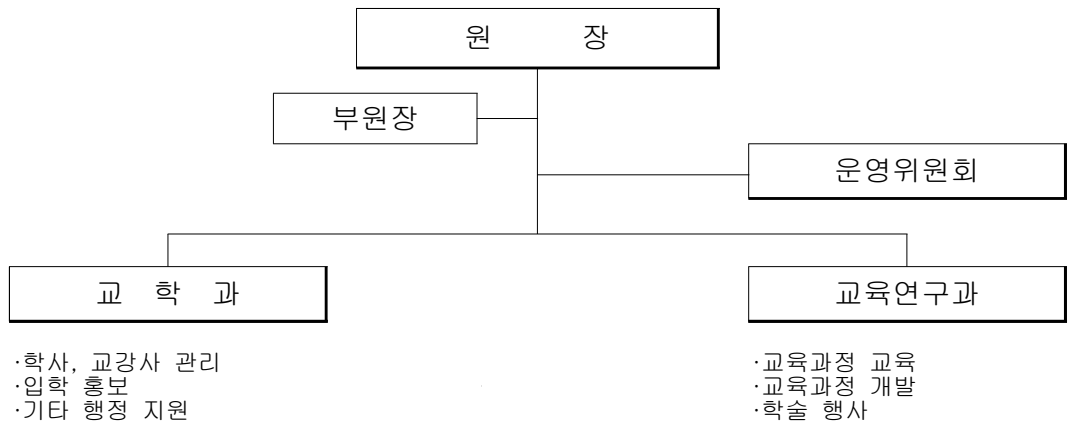 원 장
부원장
운영위원회
교 학 과
교육연구과
·학사, 교강사 관리
·입학 홍보
·기타 행정 지원
·교육과정 교육
·교육과정 개발
·학술 행사